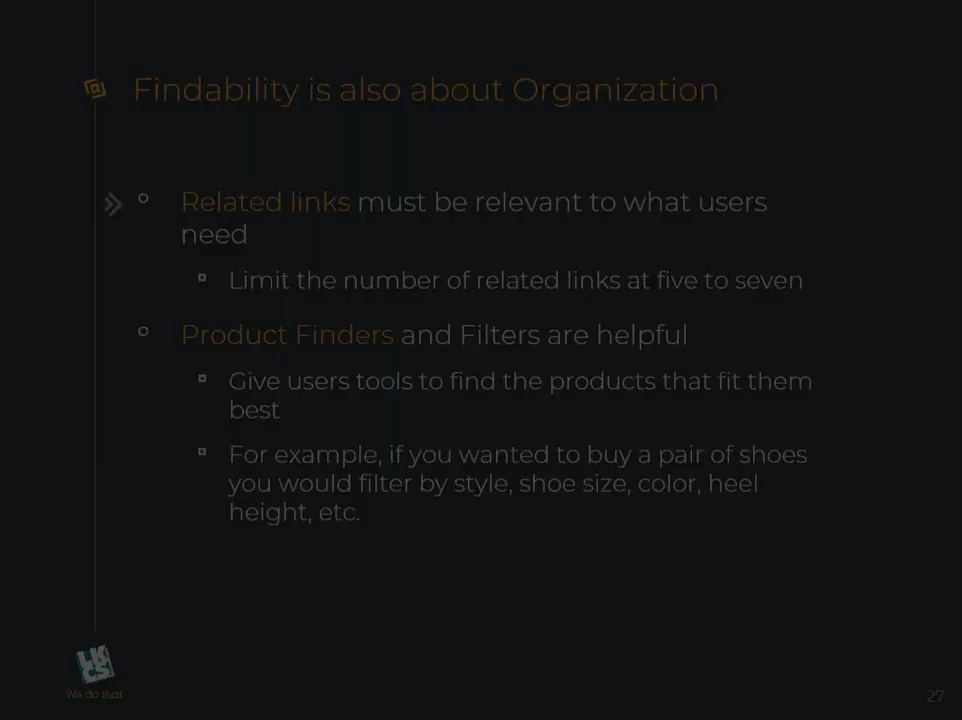 Findability is also about Organization
Related links must be relevant to what users
need
Limit the number of related links at five to seven
Product Finders and Filters are helpful
Give users tools to find the products that fit them
best
For example, if you wanted to buy a pair of shoes
you would filter by style, shoe size, color, heel
height, etc.
LK
CS
We do that.
27